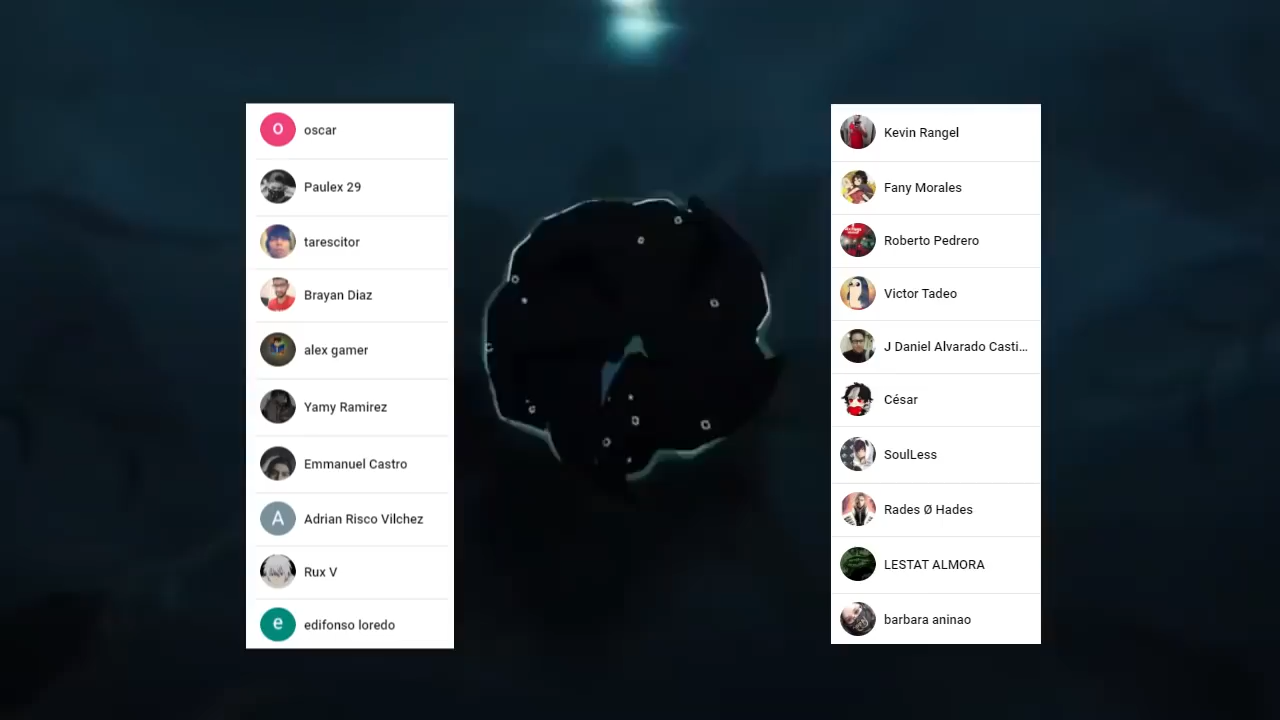 O
oscar
Paulex 29
tarescitor
Brayan Diaz
alex gamer
Yamy Ramirez
Emmanuel Castro
A
Adrian Risco Vilchez
Rux V
e
edifonso loredo
Kevin Rangel
Fany Morales
Roberto Pedrero
Victor Tadeo
J Daniel Alvarado Casti...
César
SoulLess
Rades Ø Hades
LESTAT ALMORA
barbara aninao